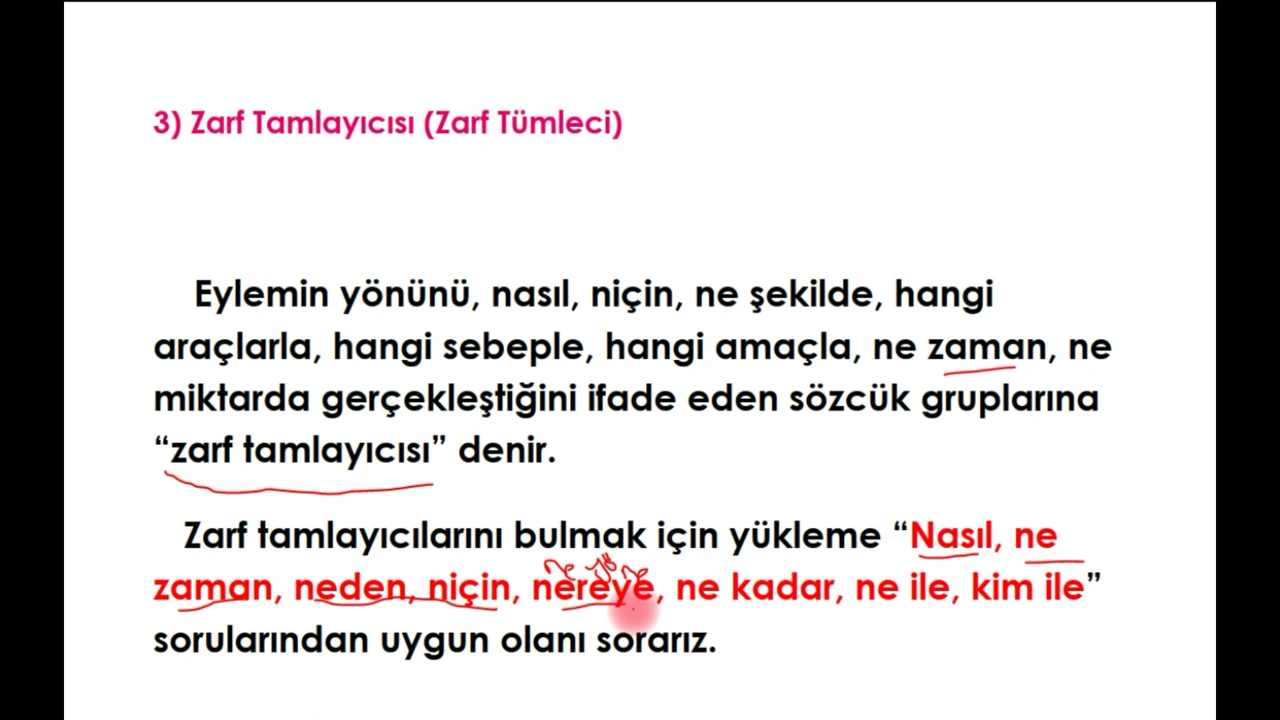 3) Zarf Tamlayıcısı (Zarf Tümleci)
Eylemin yönünü, nasıl, niçin, ne şekilde, hangi
araçlarla, hangi sebeple, hangi amaçla, ne zaman, ne
miktarda gerçekleştiğini ifade eden sözcük gruplarına
“zarf tamlayıcısı” denir.
Zarf tamlayıcılarını bulmak için yükleme “Nasıl, ne
zaman, neden, niçin, nereye, ne kadar, ne ile, kim ile”
sorularından uygun olanı sorarız.